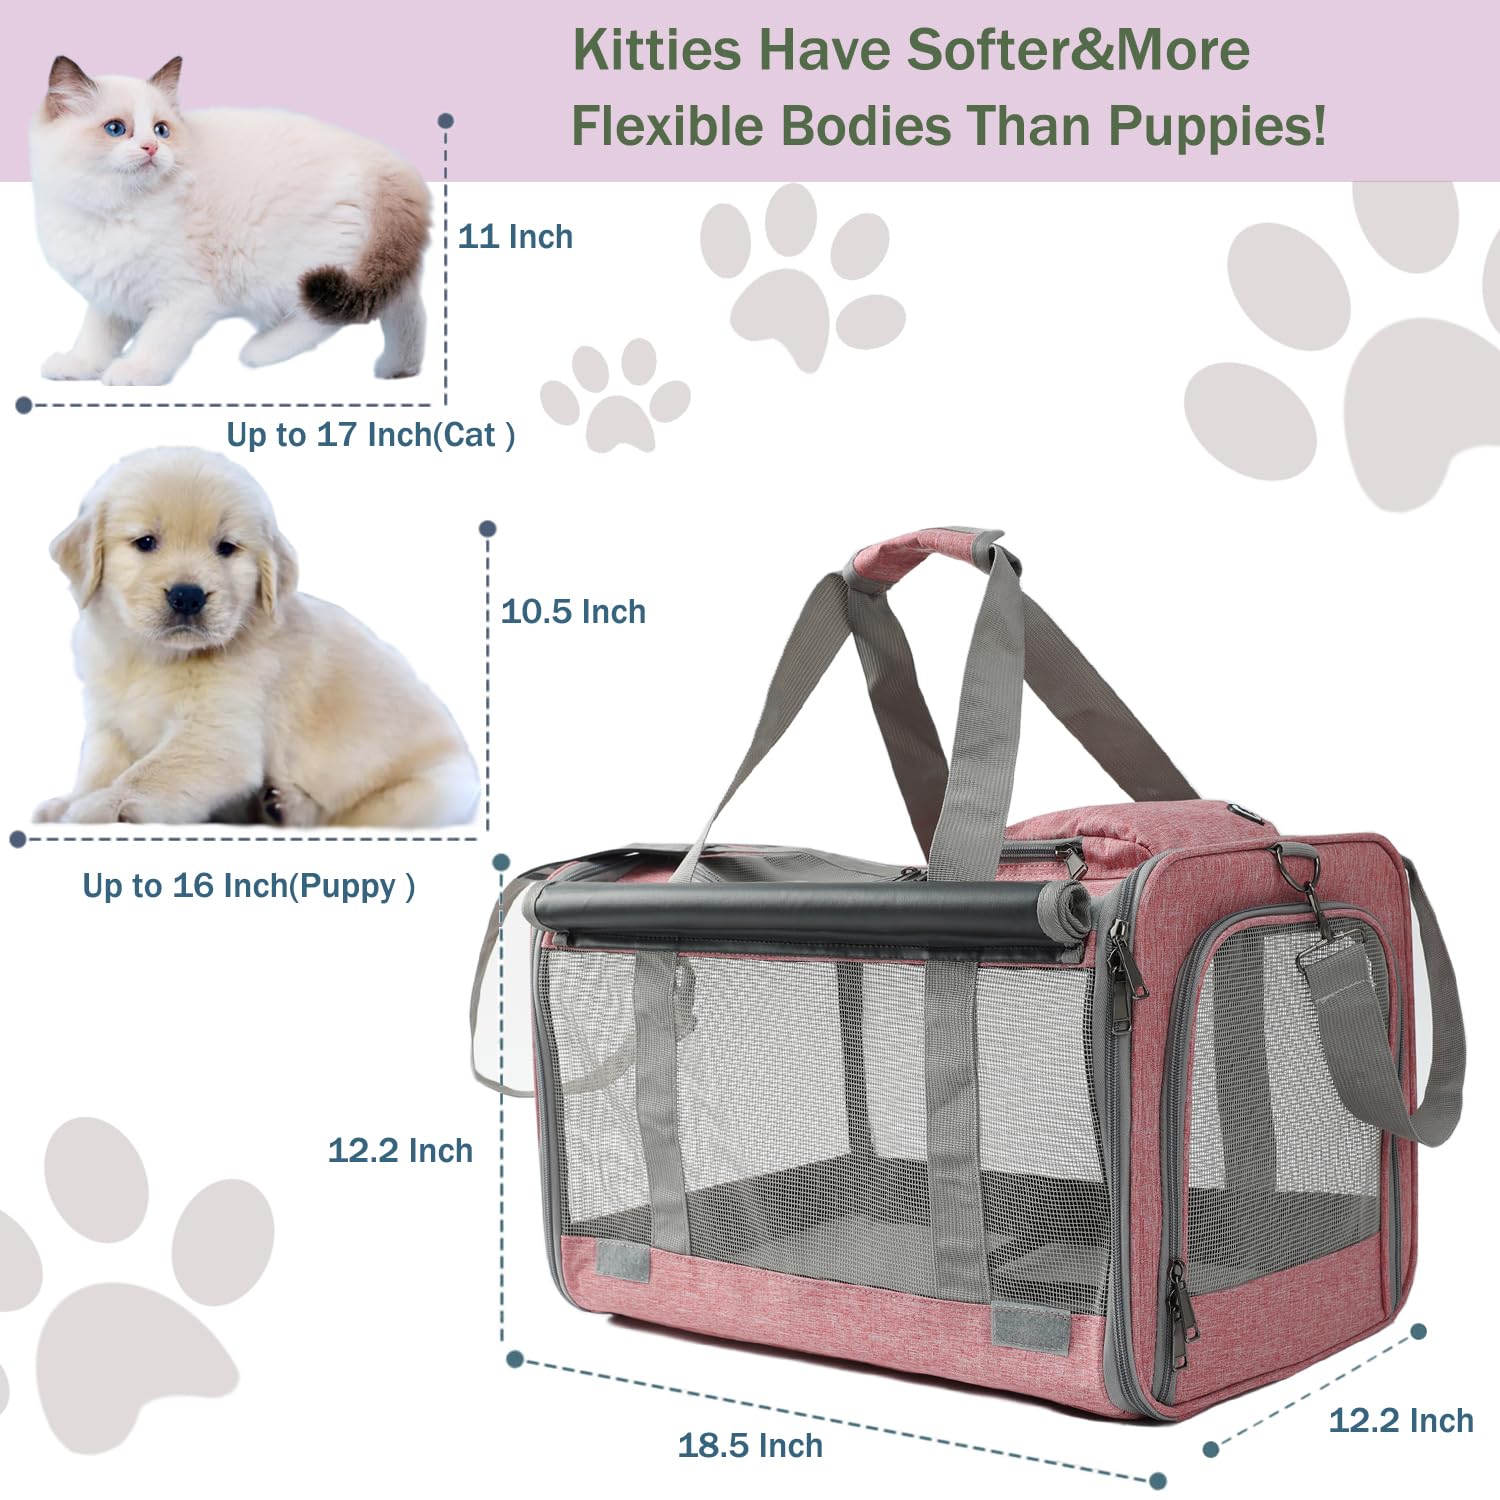 Kitties Have Softer&More
Flexible Bodies Than Puppies!
11 Inch
Up to 17 Inch(Cat )
10.5 Inch
Up to 16 Inch(Puppy )
12.2 Inch
18.5 Inch
12.2 Inch